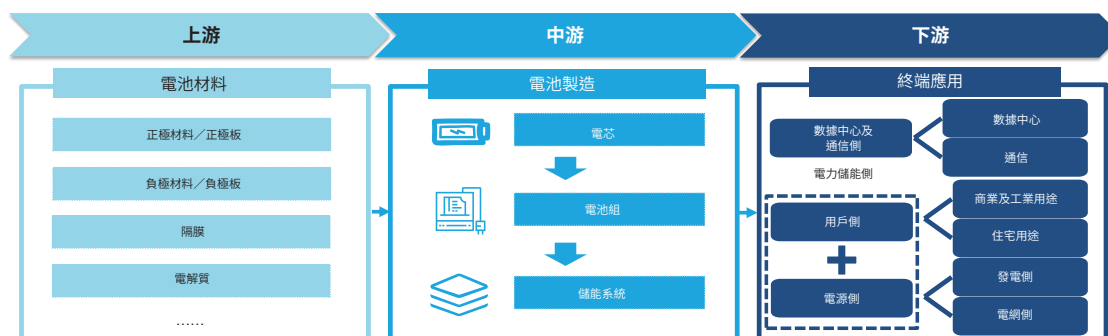 上游
中游
下游
電池材料
正極材料／正極板
負極材料／負極板
隔膜
電解質
……
電池製造
電芯
電池組
儲能系統
終端應用
數據中心及
通信側
數據中心
通信
電力儲能側
用戶側
商業及工業用途
住宅用途
電源側
發電側
電網側